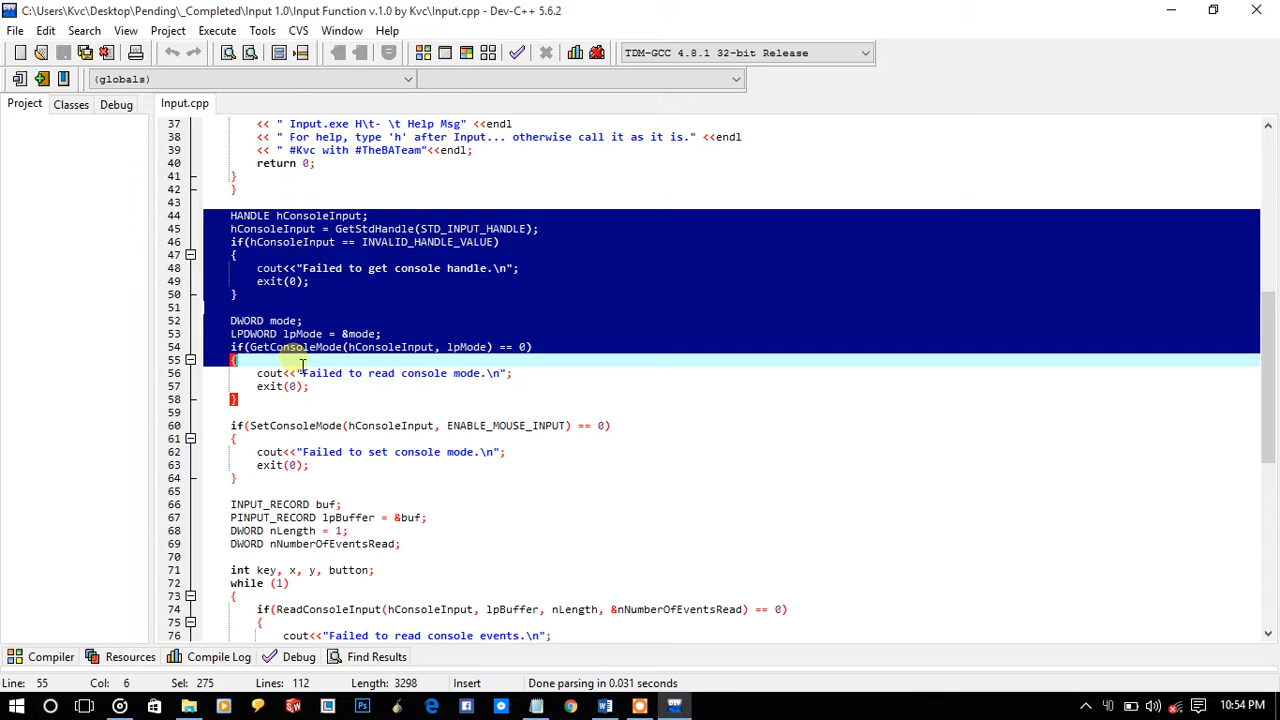 C:\Users\Kvc\Desktop\Pending\_Completed\Input 1.0\Input Function v.1.0 by Kvc\Input.cpp - Dev-C++ 5.6.2
File Edit Search View Project Execute Tools CVS Window Help
TDM-GCC 4.8.1 32-bit Release
(globals)
Project Classes Debug Input.cpp
37 << " Input.exe H\t- \t Help Msg" <<endl
38 << " For help, type 'h' after Input... otherwise call it as it is." <<endl
39 << " #Kvc with #TheBATeam"<<endl;
40 return 0;
41 }
42 }
43
44 HANDLE hConsoleInput;
45 hConsoleInput = GetStdHandle(STD_INPUT_HANDLE);
46 if(hConsoleInput == INVALID_HANDLE_VALUE)
47 {
48 cout<<"Failed to get console handle.\n";
49 exit(0);
50 }
51
52 DWORD mode;
53 LPDWORD lpMode = &mode;
54 if(GetConsoleMode(hConsoleInput, lpMode) == 0)
55 {
56 cout<<"Failed to read console mode.\n";
57 exit(0);
58 }
59
60 if(SetConsoleMode(hConsoleInput, ENABLE_MOUSE_INPUT) == 0)
61 {
62 cout<<"Failed to set console mode.\n";
63 exit(0);
64 }
65
66 INPUT_RECORD buf;
67 PINPUT_RECORD lpBuffer = &buf;
68 DWORD nLength = 1;
69 DWORD nNumberOfEventsRead;
70
71 int key, x, y, button;
72 while (1)
73 {
74 if(ReadConsoleInput(hConsoleInput, lpBuffer, nLength, &nNumberOfEventsRead) == 0)
75 {
76 cout<<"Failed to read console events.\n";
Compiler Resources Compile Log Debug Find Results
Line: 55 Col: 6 Sel: 275 Lines: 112 Length: 3298 Insert Done parsing in 0.031 seconds
10:54 PM